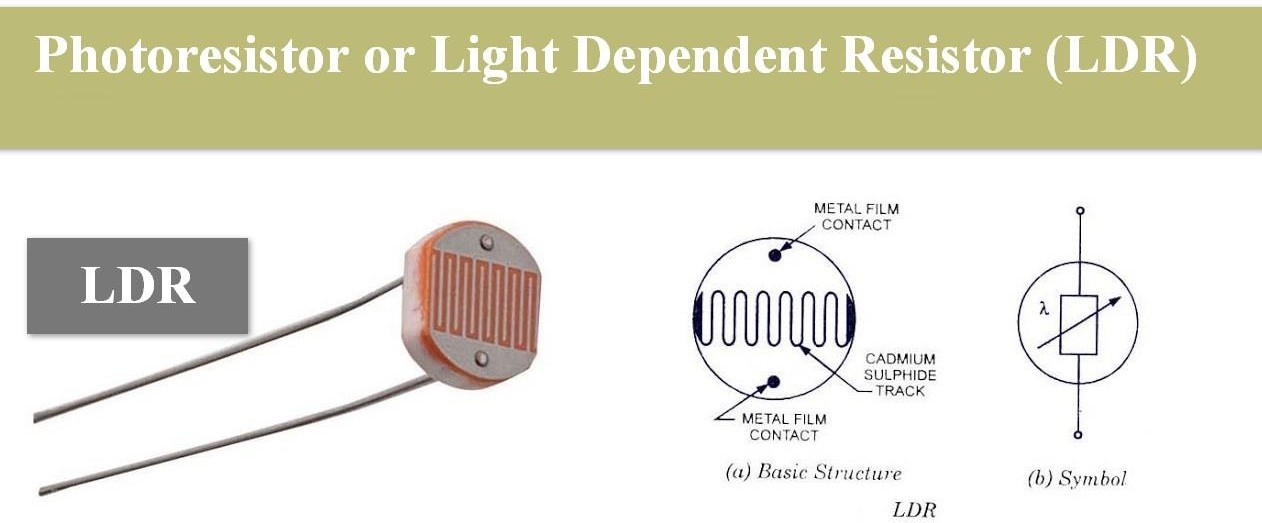 Photoresistor or Light Dependent Resistor (LDR)
LDR
METAL FILM
CONTACT
λ
CADMIUM
SULPHIDE
TRACK
METAL FILM
CONTACT
(a) Basic Structure
(b) Symbol
LDR